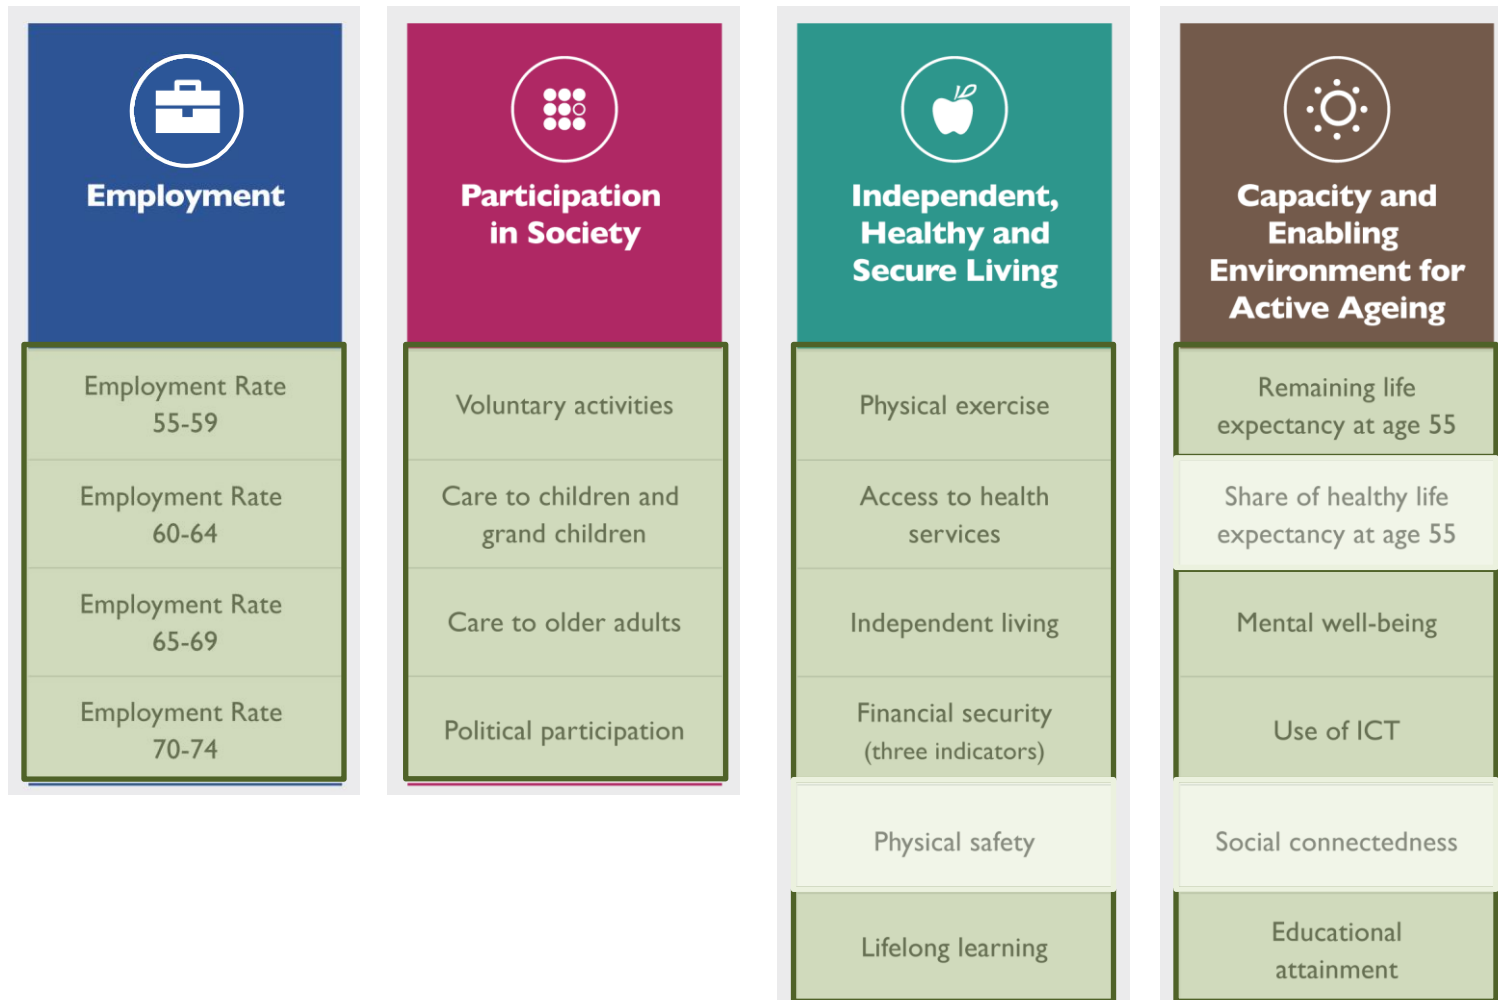 Employment
Employment Rate
55-59
Employment Rate
60-64
Employment Rate
65-69
Employment Rate
70-74
Participation
in Society
Voluntary activities
Care to children and
grand children
Care to older adults
Political participation
Independent,
Healthy and
Secure Living
Physical exercise
Access to health
services
Independent living
Financial security
(three indicators)
Physical safety
Lifelong learning
Capacity and
Enabling
Environment for
Active Ageing
Remaining life
expectancy at age 55
Share of healthy life
expectancy at age 55
Mental well-being
Use of ICT
Social connectedness
Educational
attainment